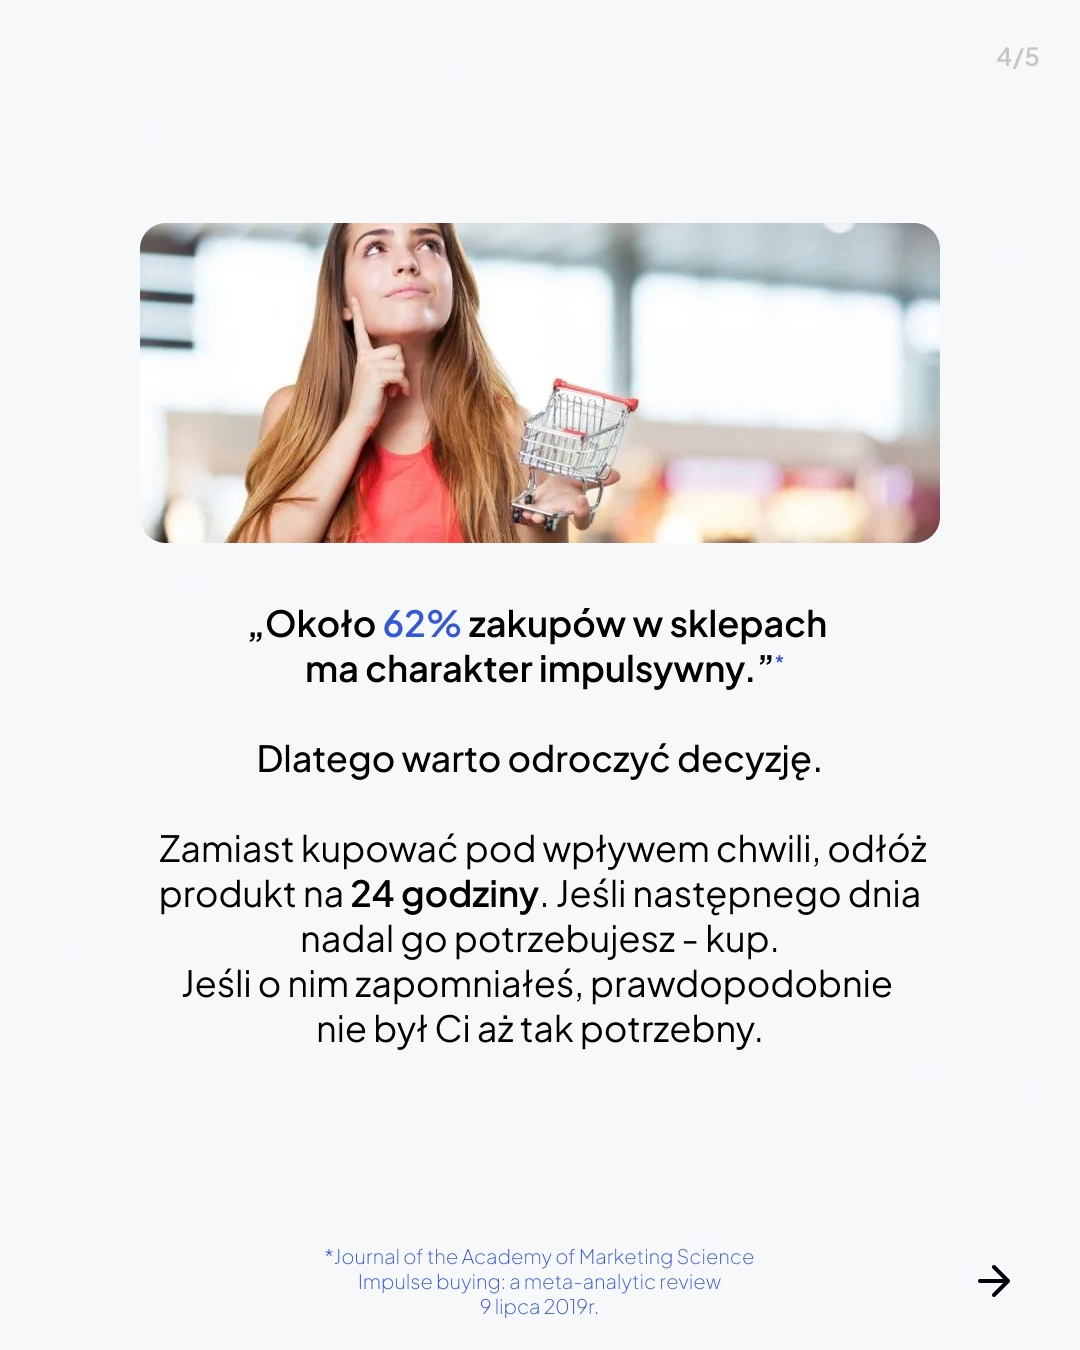 4/5
„Około 62% zakupów w sklepach
ma charakter impulsywny.”*
Dlatego warto odroczyć decyzję.
Zamiast kupować pod wpływem chwili, odłóż
produkt na 24 godziny. Jeśli następnego dnia
nadal go potrzebujesz - kup.
Jeśli o nim zapomniałeś, prawdopodobnie
nie był Ci aż tak potrzebny.
*Journal of the Academy of Marketing Science
Impulse buying: a meta-analytic review
9 lipca 2019r.